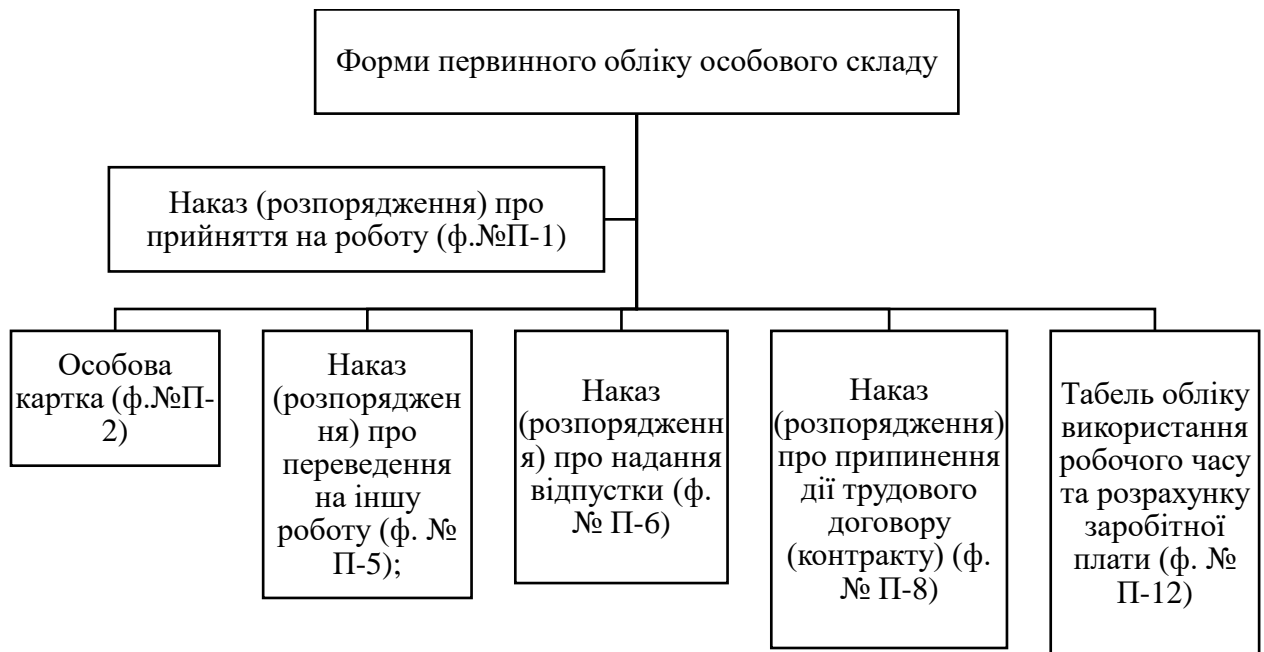 Форми первинного обліку особового складу
Наказ (розпорядження) про
прийняття на роботу (ф.№П-1)
Особова
картка (ф.№П-
2)
Наказ
(розпоряджен
ня) про
переведення
на іншу
роботу (ф. №
П-5);
Наказ
(розпорядженн
я) про надання
відпустки (ф.
№ П-6)
Наказ
(розпорядження)
про припинення
дії трудового
договору
(контракту) (ф.
№ П-8)
Табель обліку
використання
робочого часу
та розрахунку
заробітної
плати (ф. №
П-12)